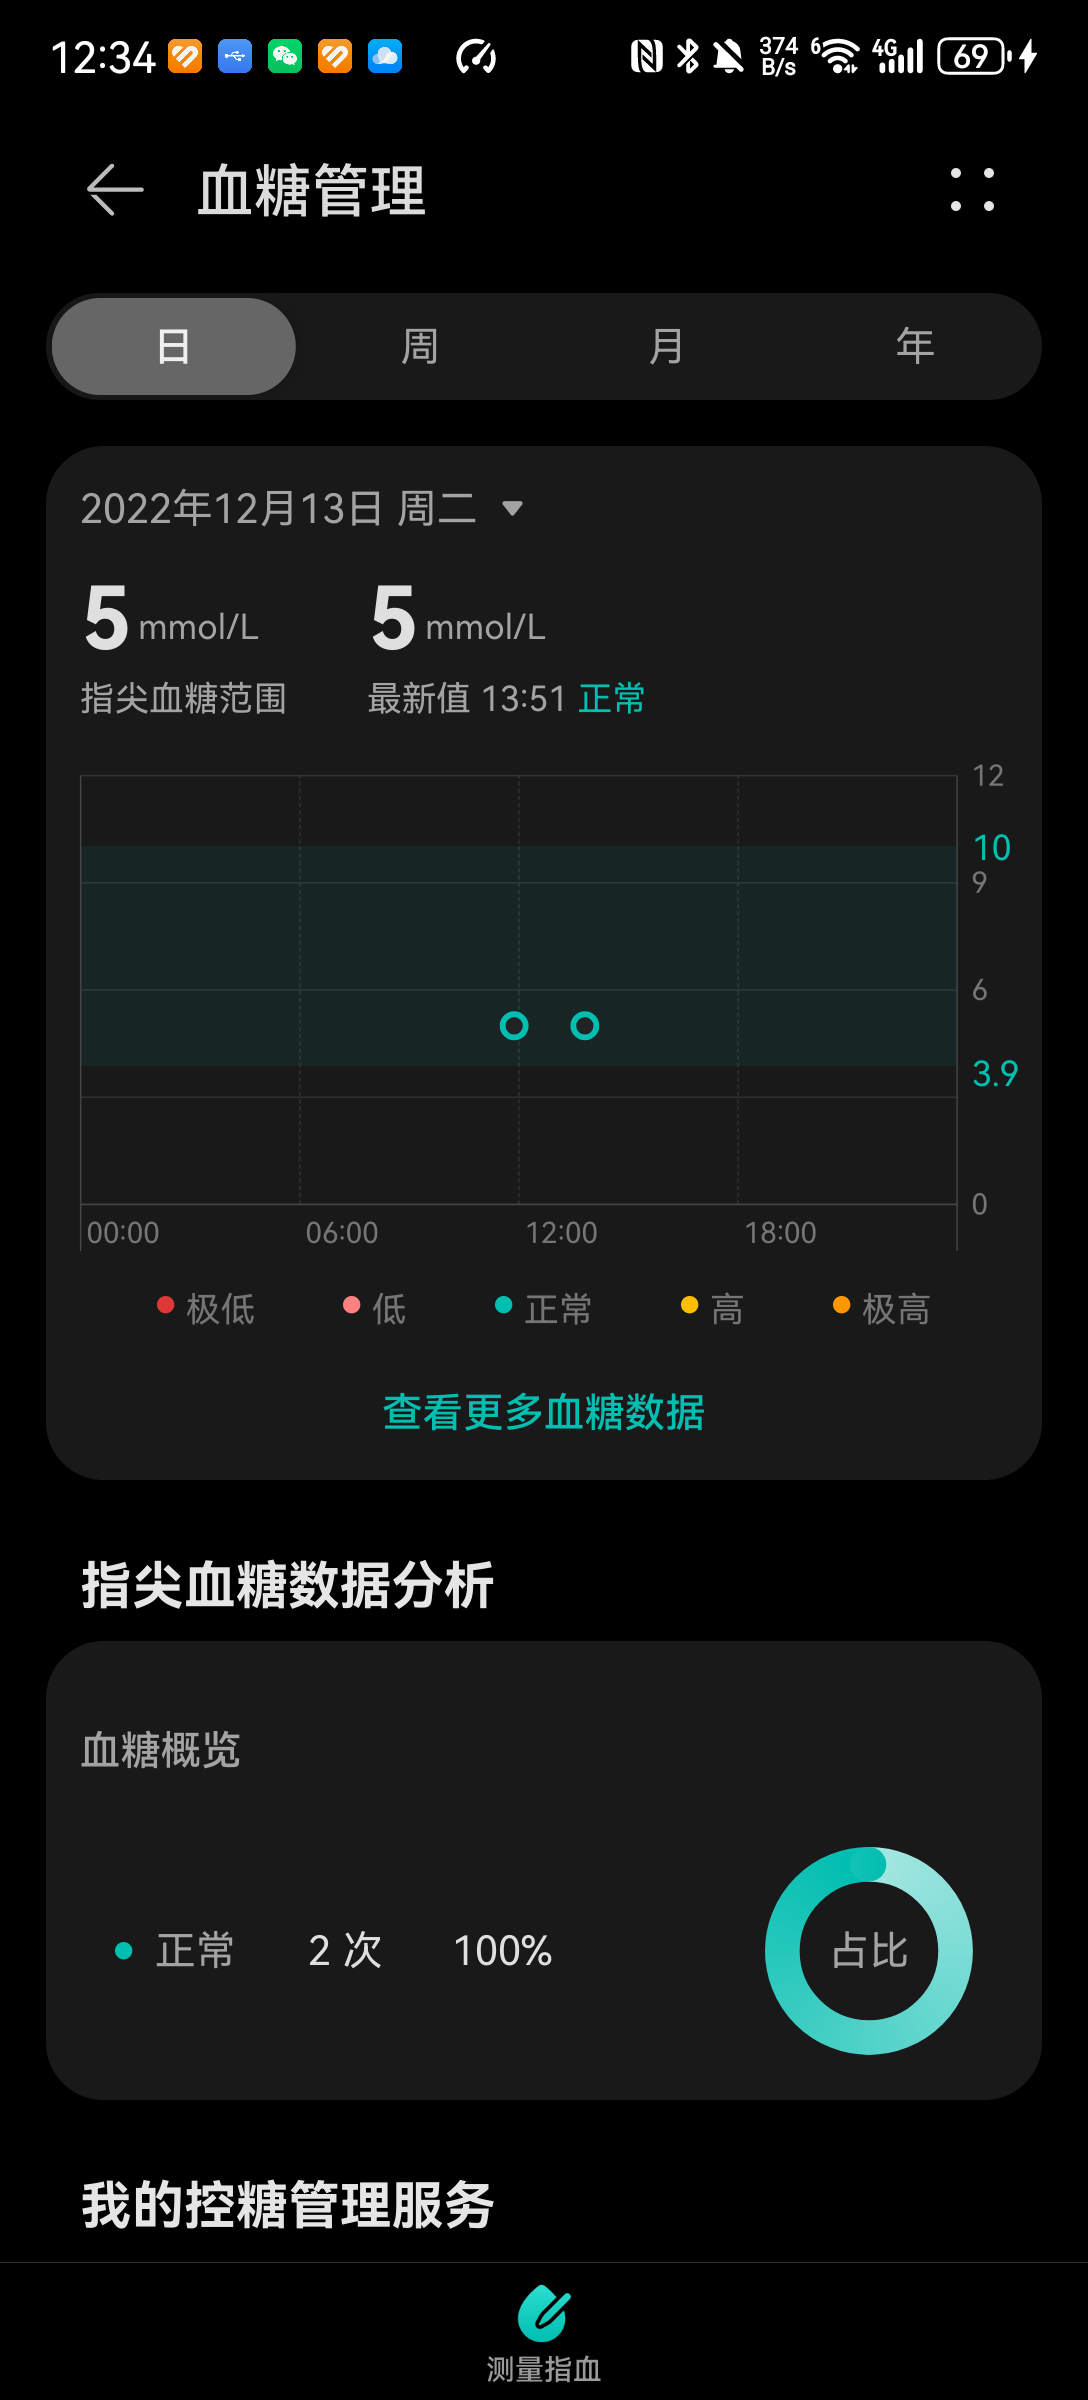 12:34 374 B/s 6 4G 69
血糖管理
日 周 月 年
2022年12月13日 周二
5 mmol/L 5 mmol/L
指尖血糖范围 最新值 13:51 正常
12
10
9
6
3.9
0
00:00 06:00 12:00 18:00
极低 低 正常 高 极高
查看更多血糖数据
指尖血糖数据分析
血糖概览
正常 2 次 100% 占比
我的控糖管理服务
测量指血